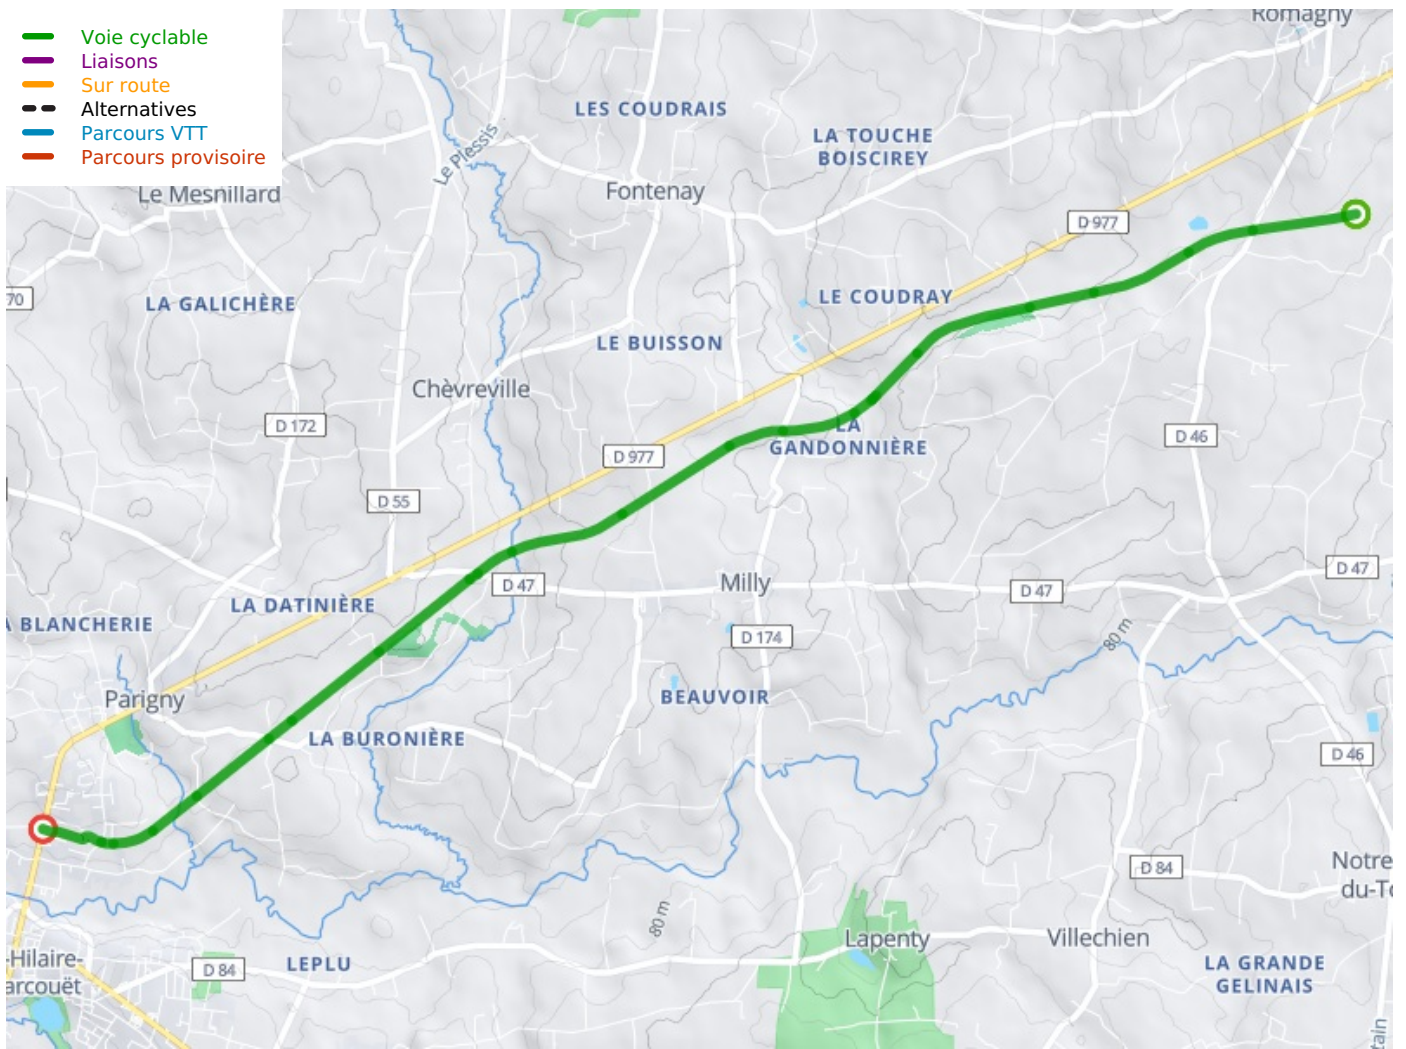 Voie cyclable
Liaisons
Sur route
Alternatives
Parcours VTT
Parcours provisoire
Romagny
LES COUDRAIS
LA TOUCHE
BOISCIREY
Le Plessis
Le Mesnillard
Fontenay
D 977
70
LA GALICHÈRE
LE COUDRAY
LE BUISSON
Chèvreville
D 172
D 46
LA
GANDONNIÈRE
D 977
D 55
D 47
D 47
Milly
D 47
LA DATINIÈRE
A BLANCHERIE
D 174
80 m
Parigny
BEAUVOIR
LA BURONIÈRE
D 46
Notre
du-To
D 84
80 m
Lapenty
Villechien
-Hilaire-
arcouët
D 84
LEPLU
LA GRANDE
GELINAIS
tain